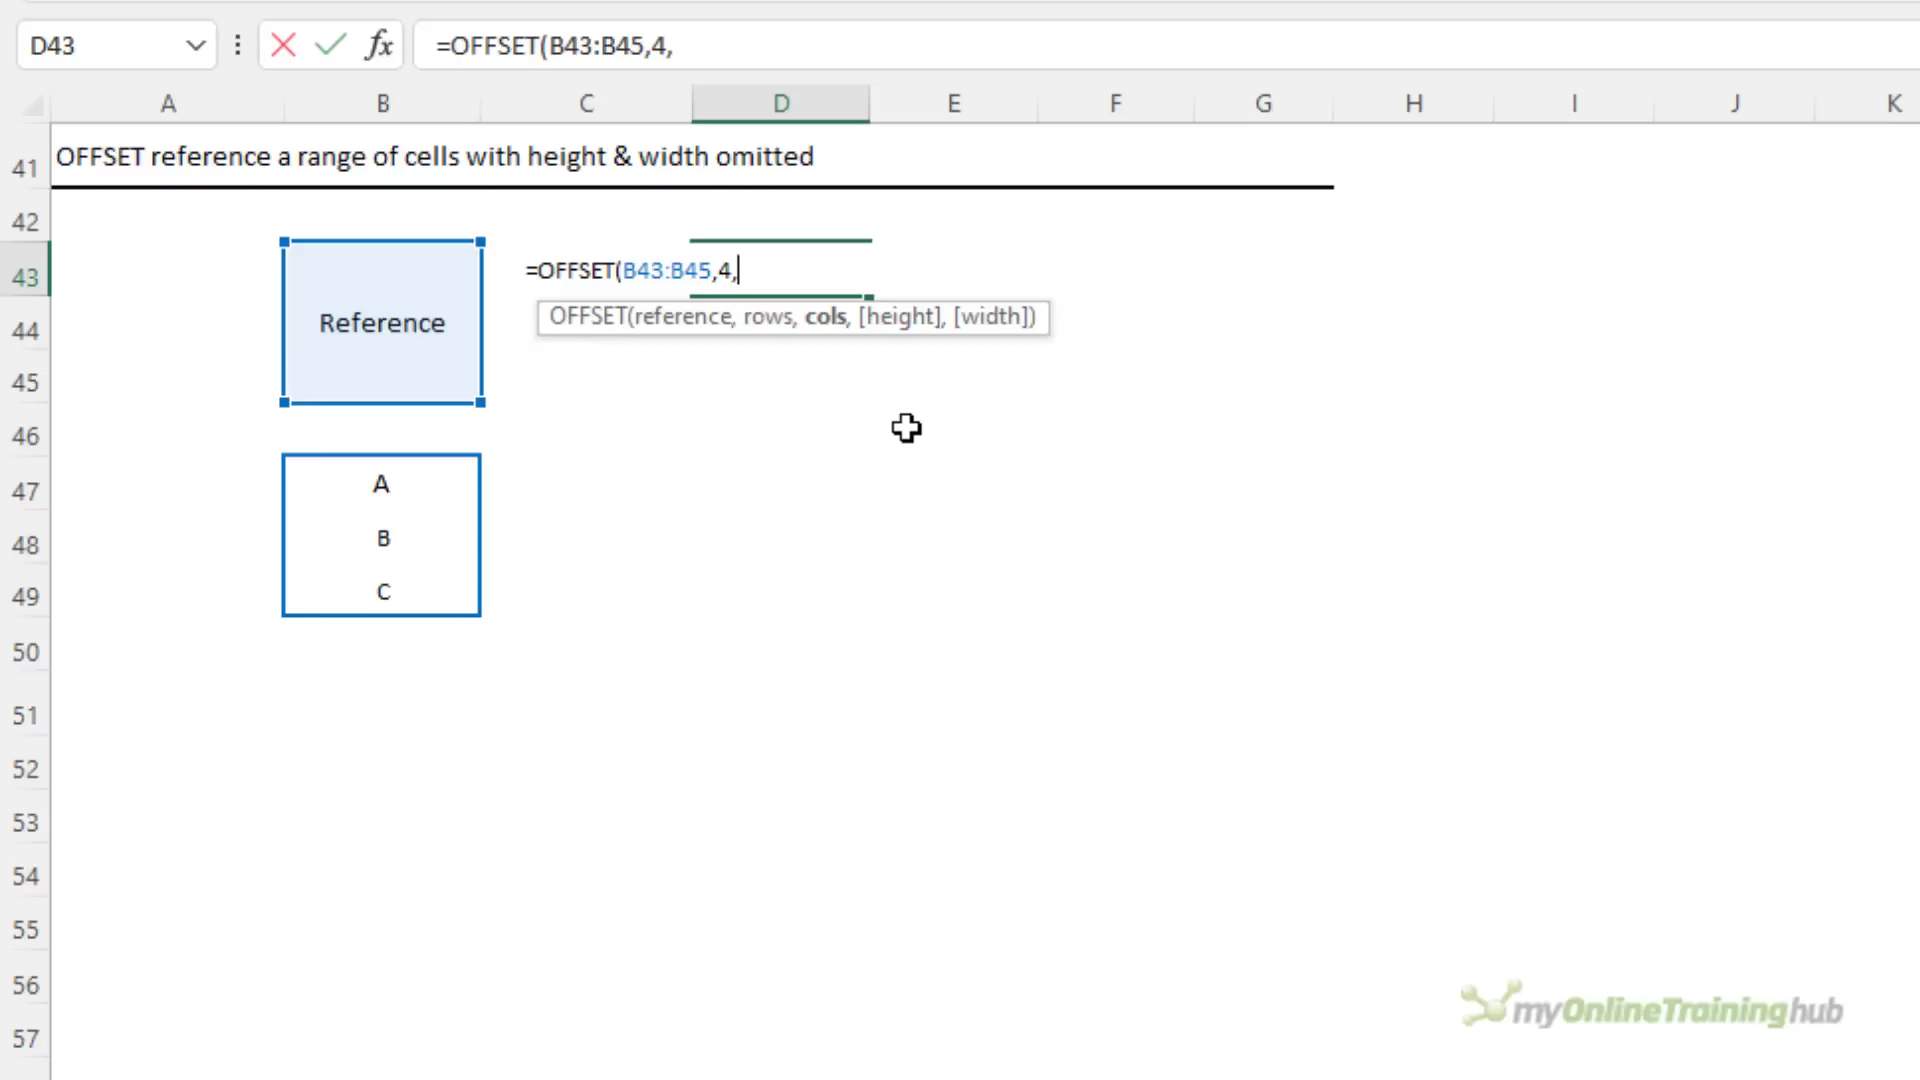 D43
fx
=OFFSET(B43:B45,4,
A B C D E F G H I J K
41 OFFSET reference a range of cells with height & width omitted
42
43 =OFFSET(B43:B45,4,
OFFSET(reference, rows, cols, [height], [width])
44 Reference
45
46
47 A
48 B
49 C
50
51
52
53
54
55
56
myOnlineTraininghub
57